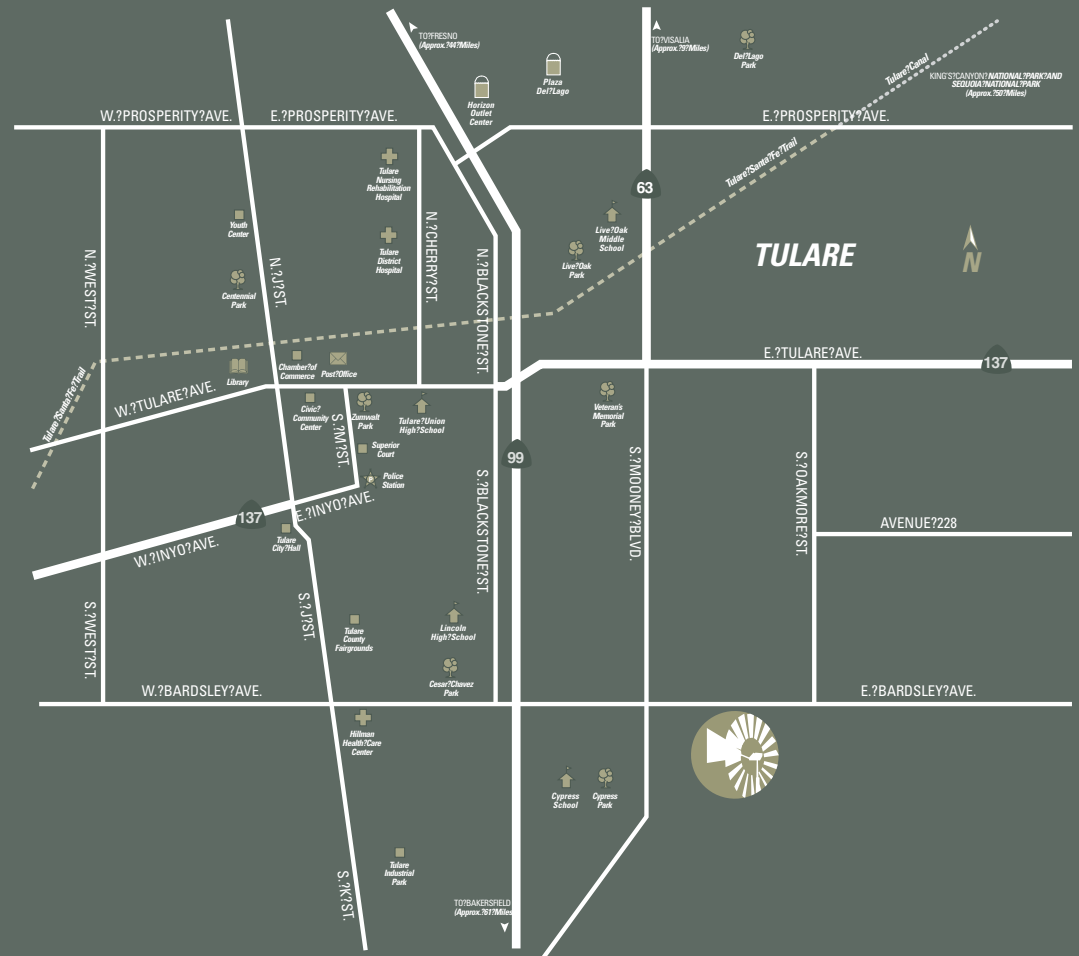 TO?FRESNO
(Approx.?44?Miles)
TO?VISALIA
(Approx.?9?Miles)
Del?Lago
Park
Tulare?Canal
KING'S?CANYON?NATIONAL?PARK?AND
SEQUOIA?NATIONAL?PARK
(Approx.?50?Miles)
Plaza
Del?Lago
Horizon
Outlet
Center
W.?PROSPERITY?AVE.
E.?PROSPERITY?AVE.
E.?PROSPERITY?AVE.
Tulare?Santa?Fe?Trail
Tulare
Nursing
Rehabilitation
Hospital
63
Youth
Center
Tulare
District
Hospital
Live?Oak
Middle
School
Live?Oak
Park
TULARE
N
N.?WEST?ST.
N.?J?ST.
N.?CHERRY?ST.
N.?BLACKSTONE?ST.
Centennial
Park
E.?TULARE?AVE.
137
Chamber?of
Commerce
Post?Office
Library
W.?TULARE?AVE.
Tulare?Santa?Fe?Trail
Civic?
Community
Center
S.?M?ST.
Zumwalt
Park
Tulare?Union
High?School
Veteran's
Memorial
Park
Superior
Court
Police
Station
99
S.?BLACKSTONE?ST.
S.?MOONEY?BLVD.
S.?OAKMORE?ST.
E.?INYO?AVE.
137
W.?INYO?AVE.
Tulare
City?Hall
AVENUE?228
S.?WEST?ST.
S.?J?ST.
Tulare
County
Fairgrounds
Lincoln
High?School
Cesar?Chavez
Park
W.?BARDSLEY?AVE.
E.?BARDSLEY?AVE.
Hillman
Health?Care
Center
Cypress
School
Cypress
Park
Tulare
Industrial
Park
S.?K?ST.
TO?BAKERSFIELD
(Approx.?61?Miles)